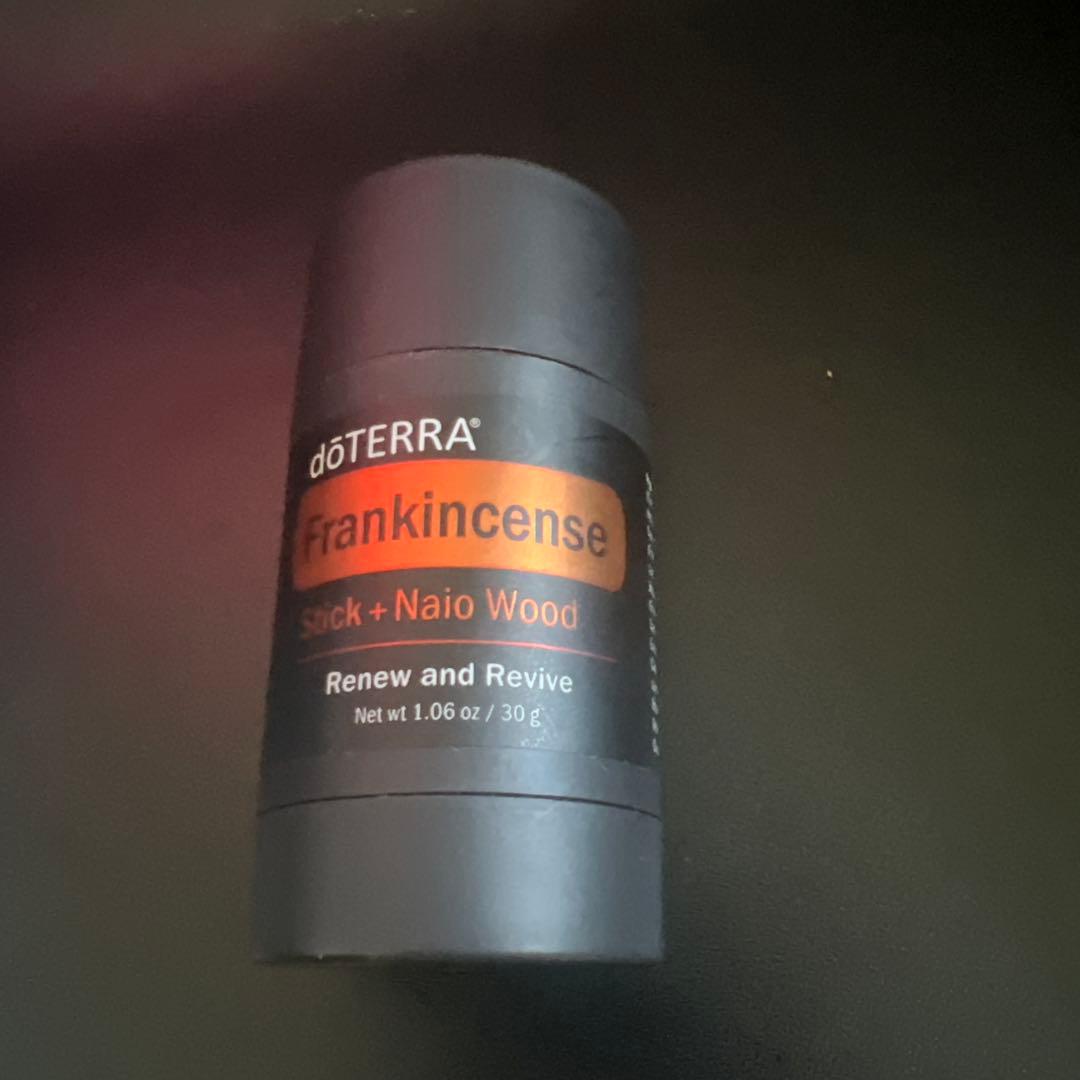 dōTERRA®
Frankincense
Stick + Naio Wood
Renew and Revive
Net wt 1.06 oz / 30 g